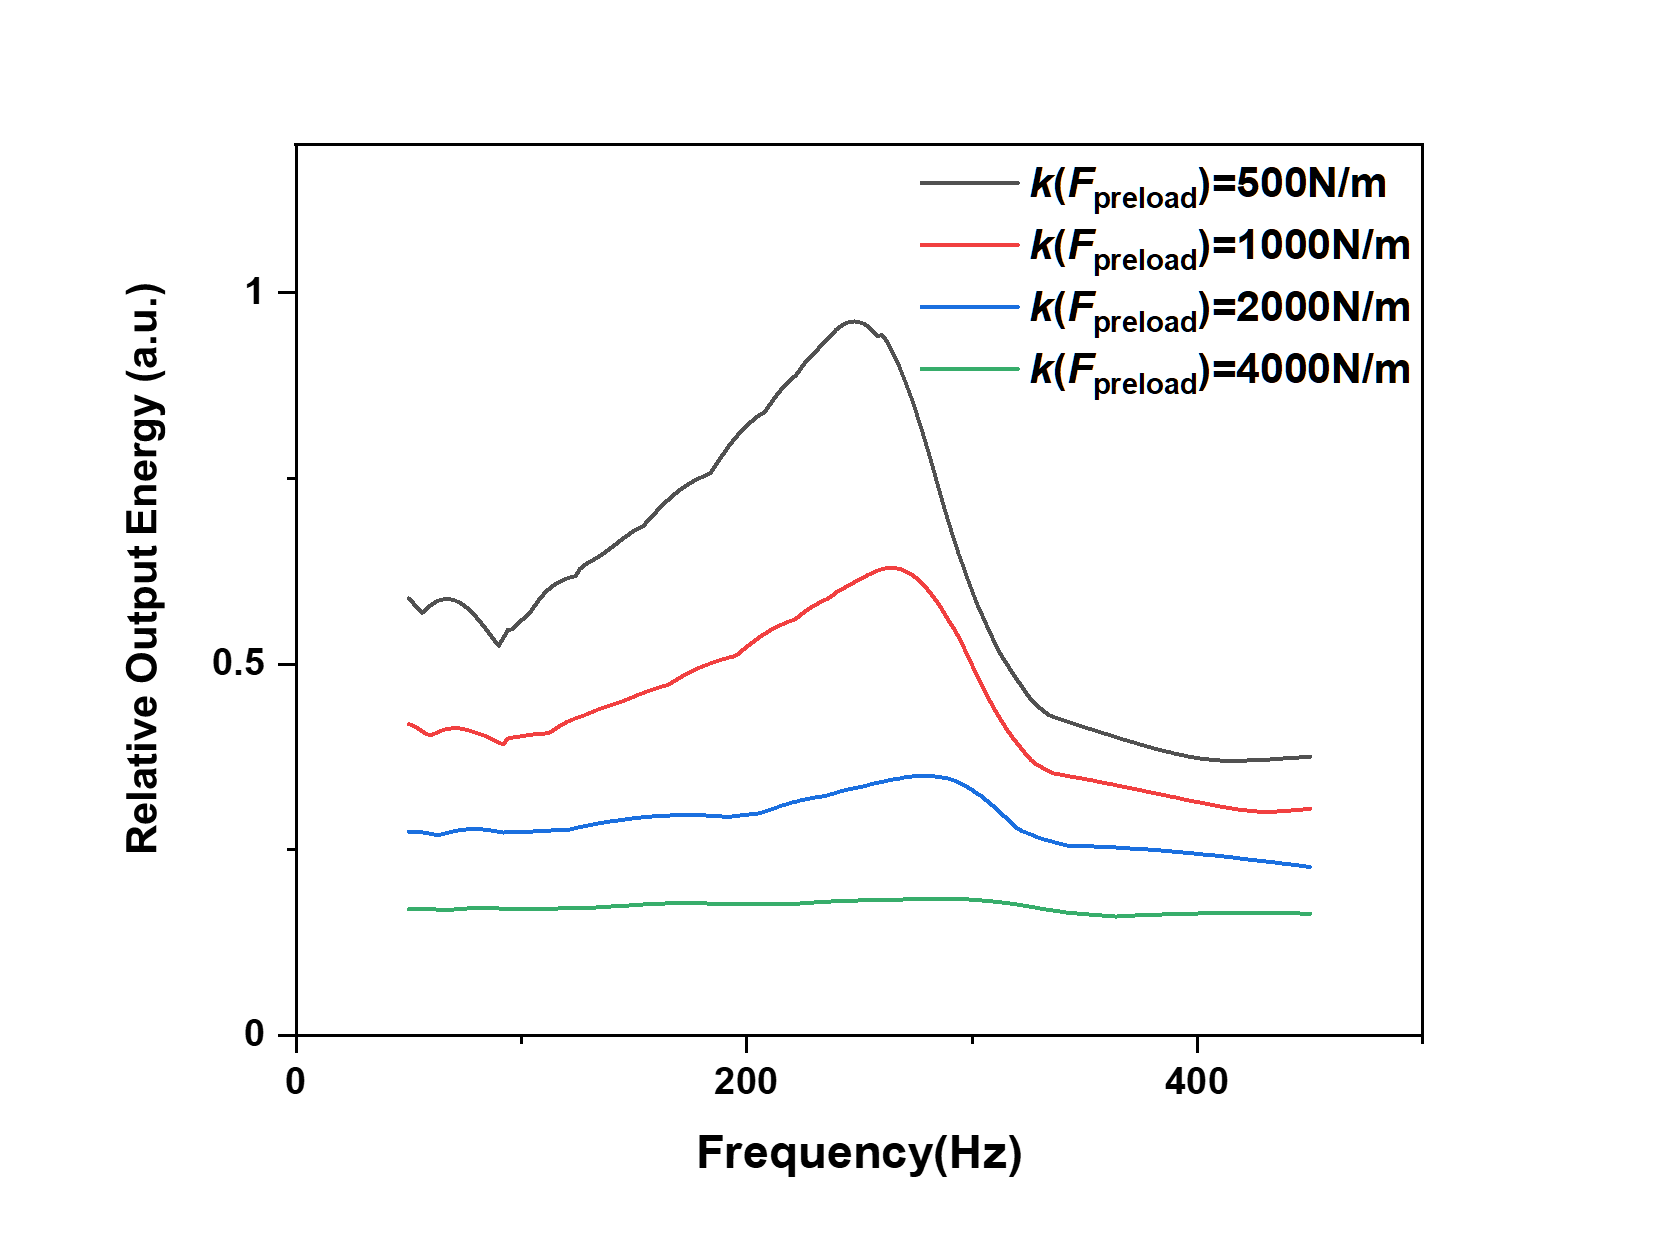 k(Fpreload)=500N/m
k(Fpreload)=1000N/m
k(Fpreload)=2000N/m
k(Fpreload)=4000N/m
Relative Output Energy (a.u.)
1
0.5
0
0
200
400
Frequency(Hz)